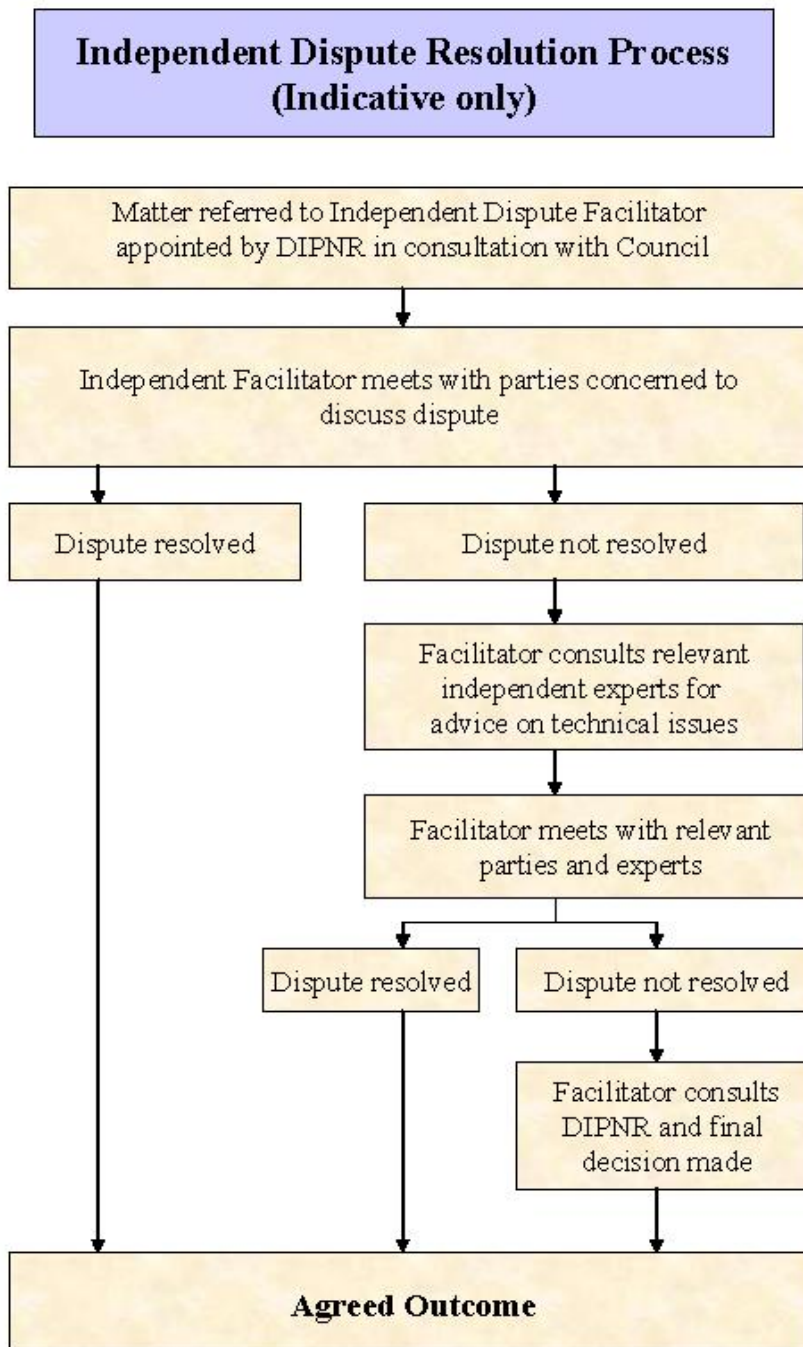 Independent Dispute Resolution Process
(Indicative only)
Matter referred to Independent Dispute Facilitator
appointed by DIPNR in consultation with Council
Independent Facilitator meets with parties concerned to
discuss dispute
Dispute resolved
Dispute not resolved
Facilitator consults relevant
independent experts for
advice on technical issues
Facilitator meets with relevant
parties and experts
Dispute resolved
Dispute not resolved
Facilitator consults
DIPNR and final
decision made
Agreed Outcome